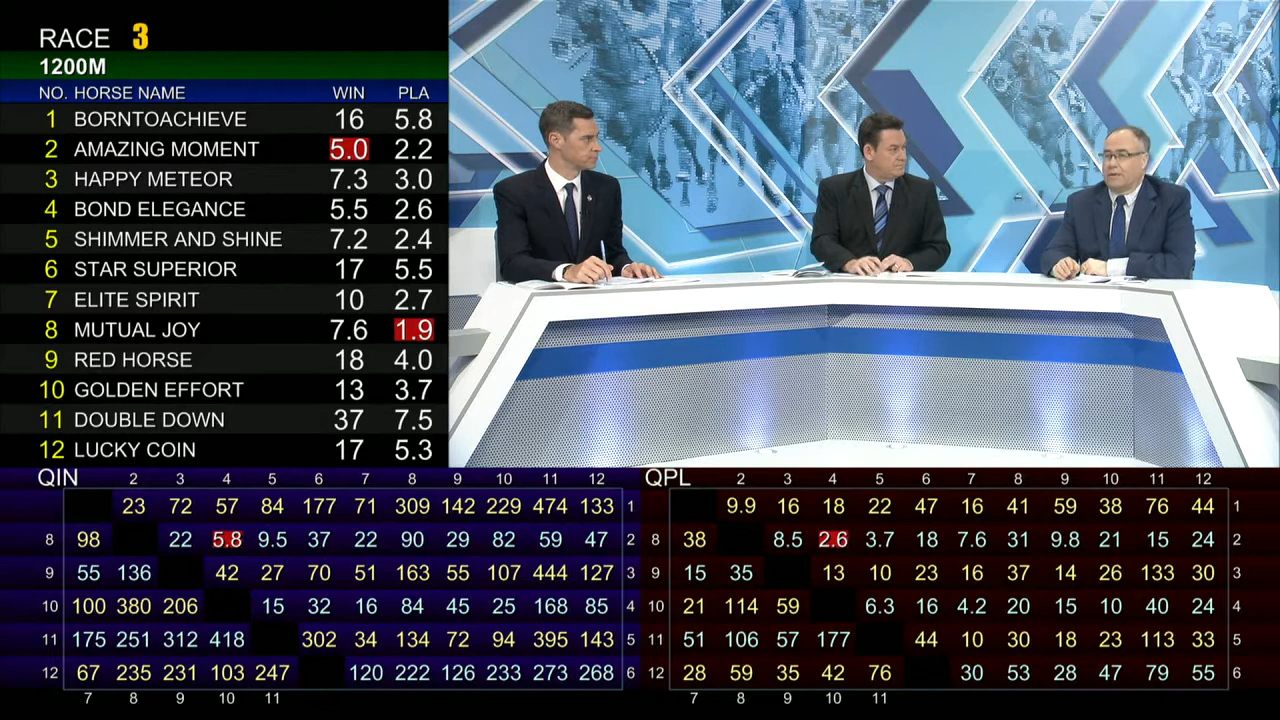 RACE 3
1200M
NO. HORSE NAME WIN PLA
1 BORNTOACHIEVE 16 5.8
2 AMAZING MOMENT 5.0 2.2
3 HAPPY METEOR 7.3 3.0
4 BOND ELEGANCE 5.5 2.6
5 SHIMMER AND SHINE 7.2 2.4
6 STAR SUPERIOR 17 5.5
7 ELITE SPIRIT 10 2.7
8 MUTUAL JOY 7.6 1.9
9 RED HORSE 18 4.0
10 GOLDEN EFFORT 13 3.7
11 DOUBLE DOWN 37 7.5
12 LUCKY COIN 17 5.3
QIN 2 3 4 5 6 7 8 9 10 11 12
23 72 57 84 177 71 309 142 229 474 133 1
8 98 22 5.8 9.5 37 22 90 29 82 59 47 2
9 55 136 42 27 70 51 163 55 107 444 127 3
10 100 380 206 15 32 16 84 45 25 168 85 4
11 175 251 312 418 302 34 134 72 94 395 143 5
12 67 235 231 103 247 120 222 126 233 273 268 6
7 8 9 10 11
QPL 2 3 4 5 6 7 8 9 10 11 12
9.9 16 18 22 47 16 41 59 38 76 44 1
8 38 8.5 2.6 3.7 18 7.6 31 9.8 21 15 24 2
9 15 35 13 10 23 16 37 14 26 133 30 3
10 21 114 59 6.3 16 4.2 20 15 10 40 24 4
11 51 106 57 177 44 10 30 18 23 113 33 5
12 28 59 35 42 76 30 53 28 47 79 55 6
7 8 9 10 11